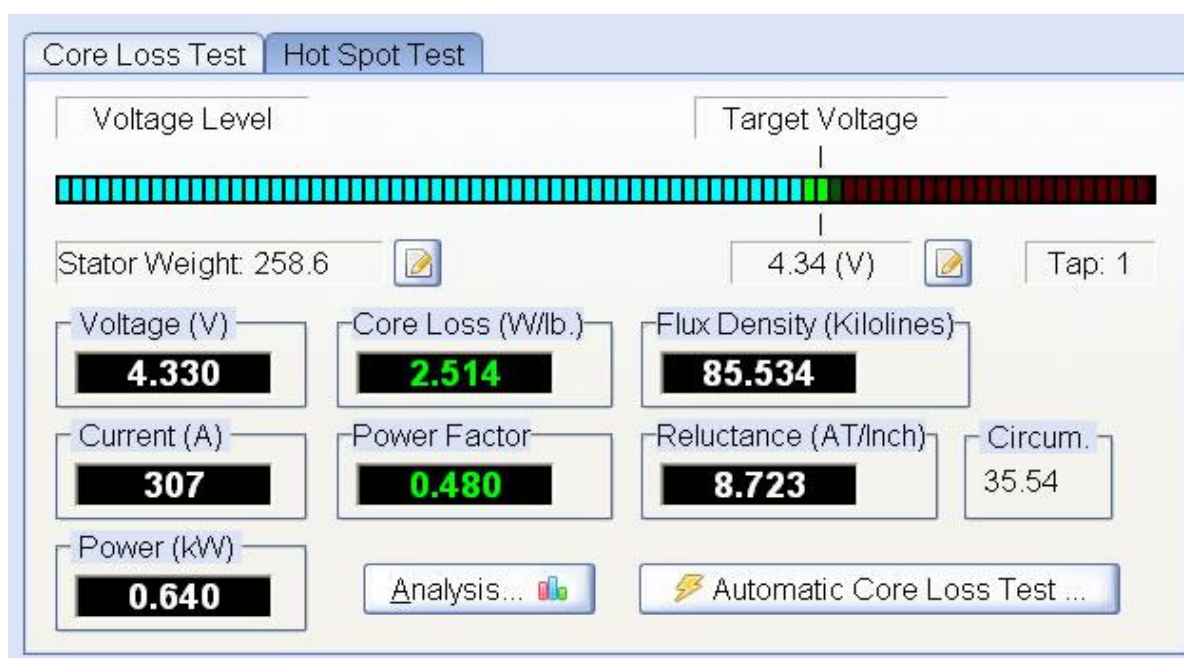 Core Loss Test Hot Spot Test
Voltage Level Target Voltage
Stator Weight: 258.6 4.34 (V) Tap: 1
Voltage (V) Core Loss (W/lb.) Flux Density (Kilolines)
4.330 2.514 85.534
Current (A) Power Factor Reluctance (AT/Inch) Circum.
307 0.480 8.723 35.54
Power (kW)
0.640 Analysis... Automatic Core Loss Test ...